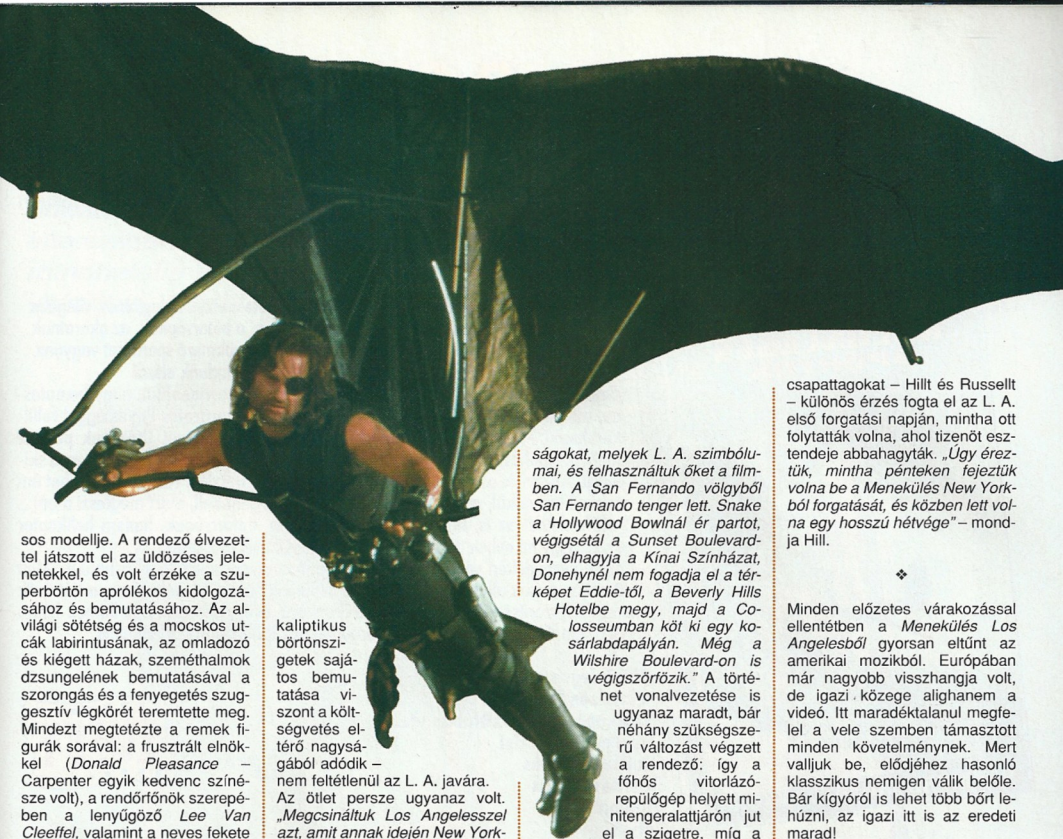 sos modellje. A rendező élvezet-
tel játszott el az üldözéses jele-
netekkel, és volt érzéke a szu-
perbörtön aprólékos kidolgozá-
sához és bemutatásához. Az al-
világi sötétség és a mocskos ut-
cák labirintusának, az omladozó
és kiégett házak, szeméthalmok
dzsungelének bemutatásával a
szorongás és a fenyegetés szug-
gesztív légkörét teremtette meg.
Mindezt megtetézte a remek fi-
gurák sorával: a frusztrált elnök-
kel (Donald Pleasance –
Carpenter egyik kedvenc színé-
sze volt), a rendőrfőnök szerepé-
ben a lenyűgöző Lee Van
Cleeffel, valamint a neves fekete
kaliptikus
börtönszi-
getek sajá-
tos bemu-
tatása vi-
szont a költ-
ségvetés el-
térő nagysá-
gából adódik –
nem feltétlenül az L. A. javára.
Az ötlet persze ugyanaz volt.
„Megcsináltuk Los Angelesszel
azt, amit annak idején New York-
ságokat, melyek L. A. szimbólu-
mai, és felhasználtuk őket a film-
ben. A San Fernando völgyből
San Fernando tenger lett. Snake
a Hollywood Bowlnál ér partot,
végigsétál a Sunset Boulevard-
on, elhagyja a Kínai Színházat,
Donehynél nem fogadja el a tér-
képet Eddie-től, a Beverly Hills
Hotelbe megy, majd a Co-
losseumban köt ki egy ko-
sárlabdapályán. Még a
Wilshire Boulevard-on is
végigszörfözik." A törté-
net vonalvezetése is
ugyanaz maradt, bár
néhány szükségsze-
rű változást végzett
a rendező: így a
főhős vitorlázó-
repülőgép helyett mi-
nitengeralattjárón jut
el a szigetre, míg a
csapattagokat – Hillt és Russellt
– különös érzés fogta el az L. A.
első forgatási napján, mintha ott
folytatták volna, ahol tizenöt esz-
tendeje abbahagyták. „Úgy érez-
tük, mintha pénteken fejeztük
volna be a Menekülés New York-
ból forgatását, és közben lett vol-
na egy hosszú hétvége" – mond-
ja Hill.
❖
Minden előzetes várakozással
ellentétben a Menekülés Los
Angelesből gyorsan eltűnt az
amerikai mozikból. Európában
már nagyobb visszhangja volt,
de igazi közege alighanem a
videó. Itt maradéktalanul megfe-
lel a vele szemben támasztott
minden követelménynek. Mert
valljuk be, elődjéhez hasonló
klasszikus nemigen válik belőle.
Bár kígyóról is lehet több bőrt le-
húzni, az igazi itt is az eredeti
marad!